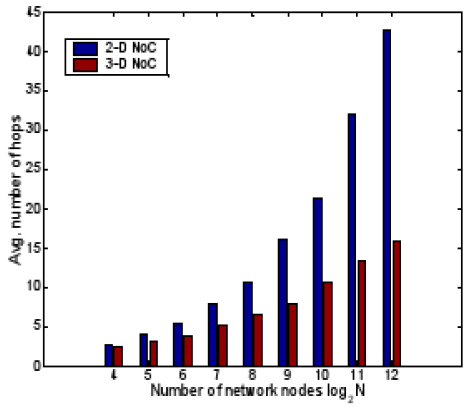 45
40
35
30
25
20
15
10
5
0
Avg. number of hops
2-D NoC
3-D NoC
4 5 6 7 8 9 10 11 12
Number of network nodes log₂N